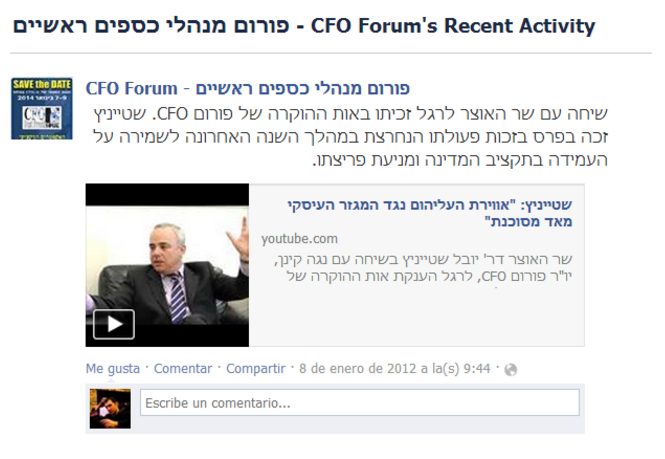 CFO Forum's Recent Activity - פורום מנהלי כספים ראשיים
SAVE the DATE
7-9 בינואר 2014
CFO Forum - פורום מנהלי כספים ראשיים
שיחה עם שר האוצר לרגל זכיתו באות ההוקרה של פורום CFO. שטייניץ
זכה בפרס בזכות פעולתו הנחרצת במהלך השנה האחרונה לשמירה על
העמידה בתקציב המדינה ומניעת פריצתו.
שטייניץ: "אווירת העליהום נגד המגזר העיסקי
מאד מסוכנת"
youtube.com
שר האוצר דר' יובל שטייניץ בשיחה עם נגה קינן,
יו"ר פורום CFO, לרגל הענקת אות ההוקרה של
Me gusta · Comentar · Compartir · 8 de enero de 2012 a la(s) 9:44 ·
Escribe un comentario...